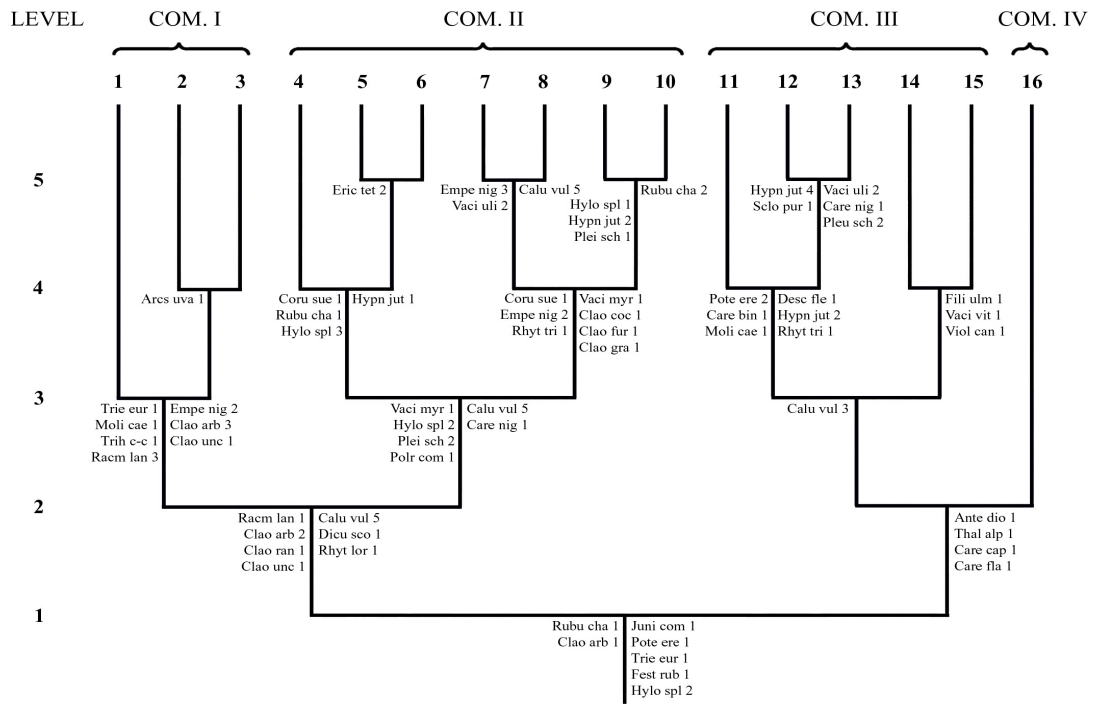 LEVEL COM. I COM. II COM. III COM. IV
1 2 3 4 5 6 7 8 9 10 11 12 13 14 15 16
5
Eric tet 2
Empe nig 3 Calu vul 5
Vaci uli 2
Hylo spl 1 Rubu cha 2
Hypn jut 2
Plei sch 1
Hypn jut 4 Vaci uli 2
Sclo pur 1 Care nig 1
Pleu sch 2
4
Arcs uva 1
Coru sue 1 Hypn jut 1
Rubu cha 1
Hylo spl 3
Coru sue 1 Vaci myr 1
Empe nig 2 Clao coc 1
Rhyt tri 1 Clao fur 1
Clao gra 1
Pote ere 2 Desc fle 1
Care bin 1 Hypn jut 2
Moli cae 1 Rhyt tri 1
Fili ulm 1
Vaci vit 1
Viol can 1
3
Trie eur 1 Empe nig 2
Moli cae 1 Clao arb 3
Trih c-c 1 Clao unc 1
Racm lan 3
Vaci myr 1 Calu vul 5
Hylo spl 2 Care nig 1
Plei sch 2
Polr com 1
Calu vul 3
2
Racm lan 1 Calu vul 5
Clao arb 2 Dicu sco 1
Clao ran 1 Rhyt lor 1
Clao unc 1
Ante dio 1
Thal alp 1
Care cap 1
Care fla 1
1
Rubu cha 1 Juni com 1
Clao arb 1 Pote ere 1
Trie eur 1
Fest rub 1
Hylo spl 2